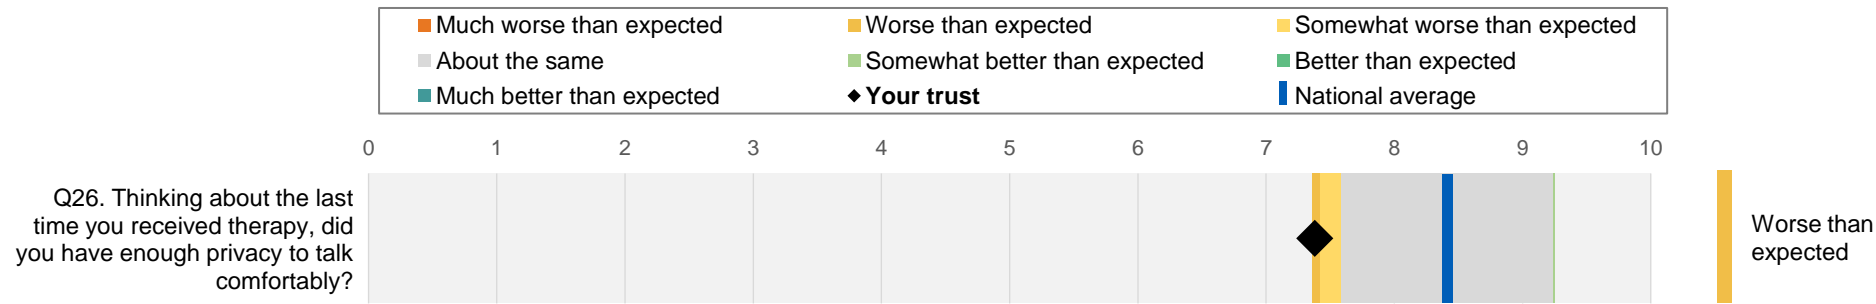 Much worse than expected
Worse than expected
Somewhat worse than expected
About the same
Somewhat better than expected
Better than expected
Much better than expected
Your trust
National average
0 1 2 3 4 5 6 7 8 9 10
Q26. Thinking about the last
time you received therapy, did
you have enough privacy to talk
comfortably?
Worse than
expected